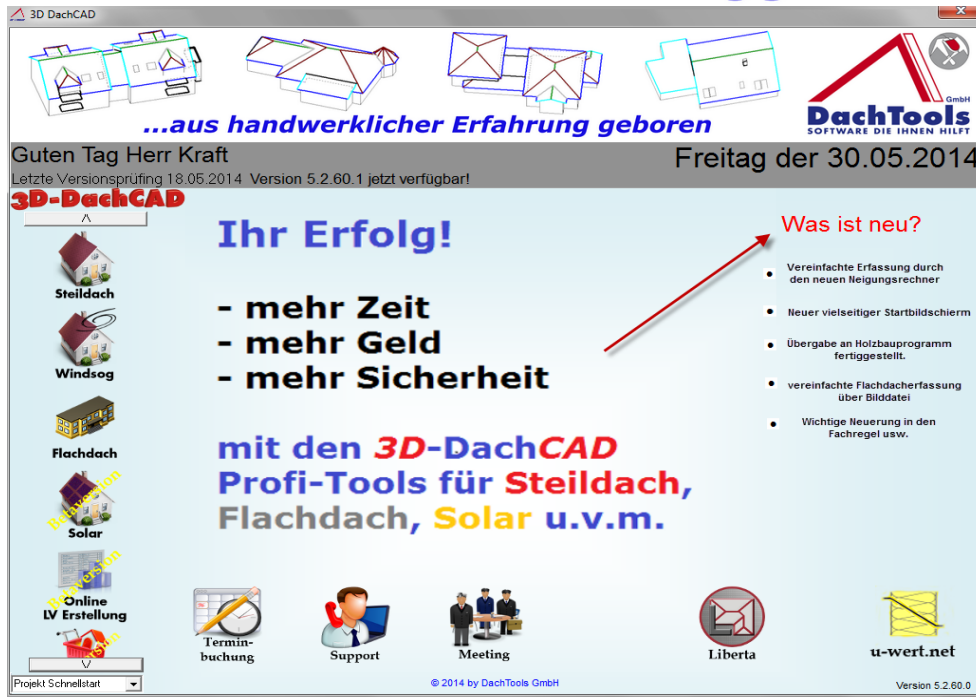 3D DachCAD
...aus handwerklicher Erfahrung geboren
GmbH
DachTools
SOFTWARE DIE IHNEN HILFT
Guten Tag Herr Kraft
Freitag der 30.05.2014
Letzte Versionsprüfing 18.05.2014 Version 5.2.60.1 jetzt verfügbar!
3D-DachCAD
Steildach
Windsog
Flachdach
Betaversion
Solar
Betaversion
Online
LV Erstellung
Projekt Schnellstart
Ihr Erfolg!
- mehr Zeit
- mehr Geld
- mehr Sicherheit
mit den 3D-DachCAD
Profi-Tools für Steildach,
Flachdach, Solar u.v.m.
Was ist neu?
• Vereinfachte Erfassung durch
den neuen Neigungsrechner
• Neuer vielseitiger Startbildschierm
• Übergabe an Holzbauprogramm
fertiggestellt.
• vereinfachte Flachdacherfassung
über Bilddatei
• Wichtige Neuerung in den
Fachregel usw.
Termin-
buchung
Support
Meeting
Liberta
u-wert.net
© 2014 by DachTools GmbH
Version 5.2.60.0